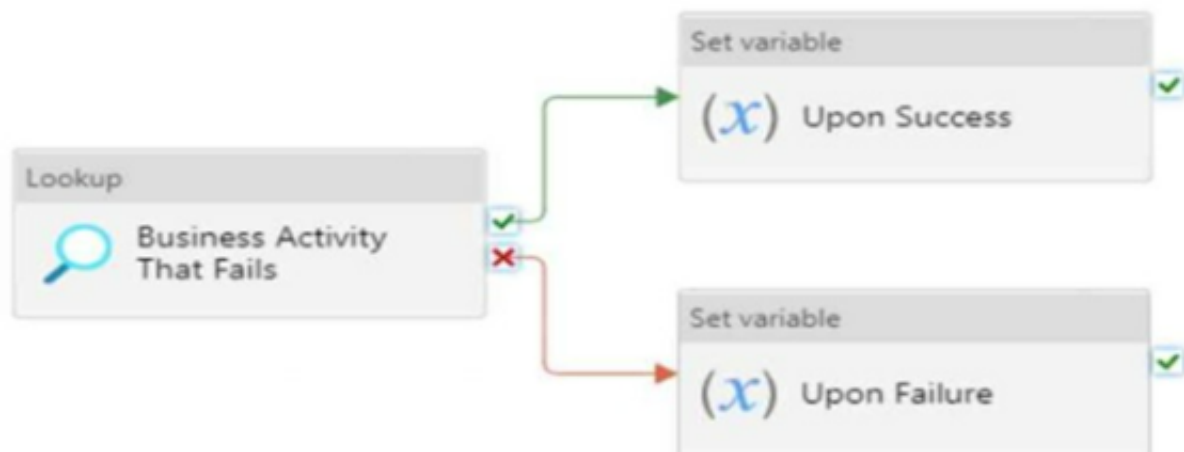 Set variable
(x) Upon Success
Lookup
Business Activity
That Fails
Set variable
(x) Upon Failure